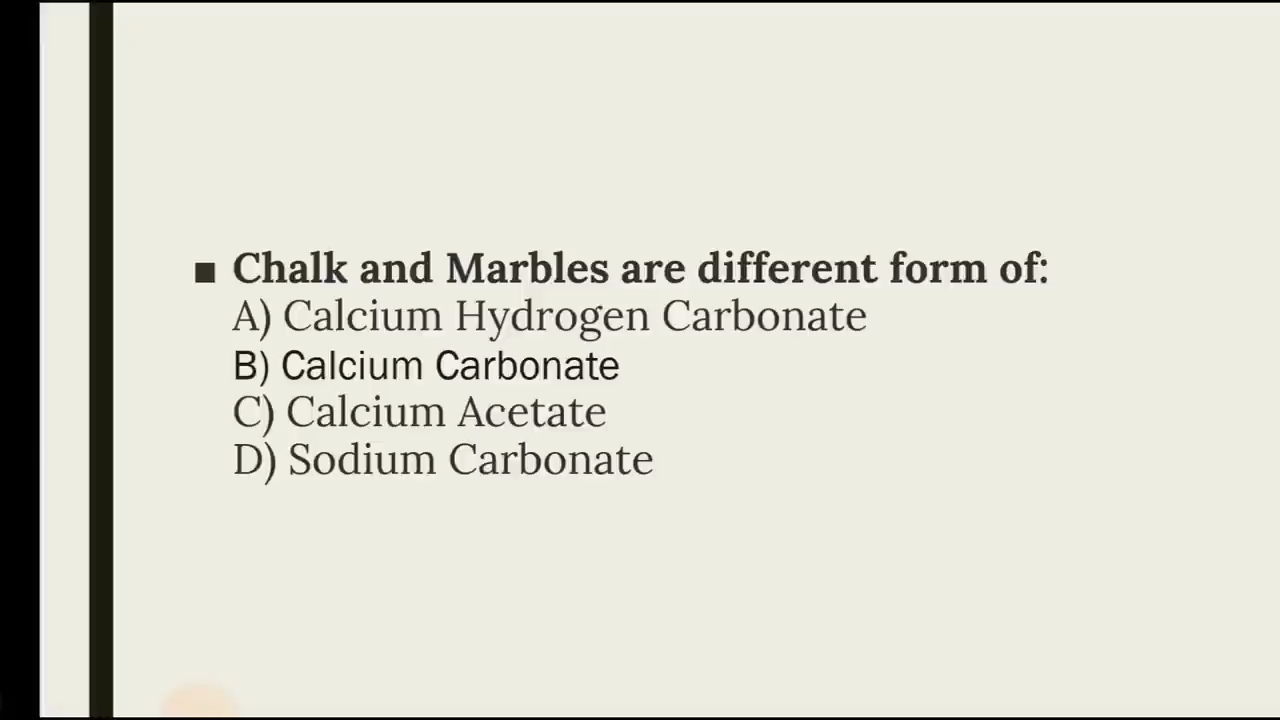 ■ Chalk and Marbles are different form of:
A) Calcium Hydrogen Carbonate
B) Calcium Carbonate
C) Calcium Acetate
D) Sodium Carbonate